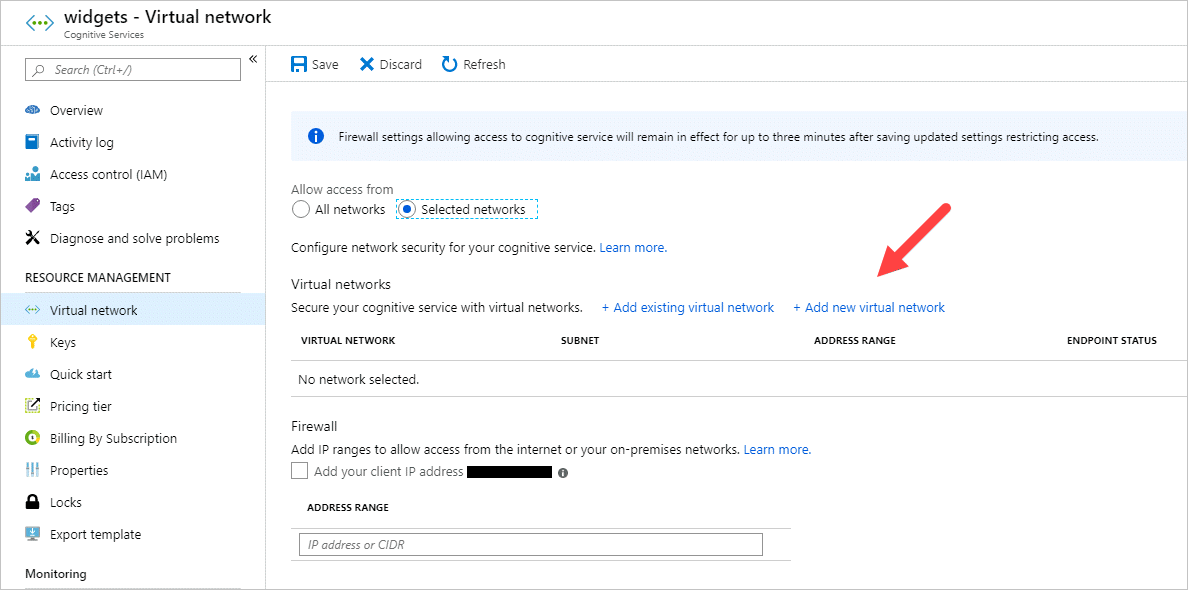 widgets - Virtual network
Cognitive Services
Search (Ctrl+/)
«
Overview
Activity log
Access control (IAM)
Tags
Diagnose and solve problems
RESOURCE MANAGEMENT
Virtual network
Keys
Quick start
Pricing tier
Billing By Subscription
Properties
Locks
Export template
Monitoring
Save Discard Refresh
Firewall settings allowing access to cognitive service will remain in effect for up to three minutes after saving updated settings restricting access.
Allow access from
All networks Selected networks
Configure network security for your cognitive service. Learn more.
Virtual networks
Secure your cognitive service with virtual networks. + Add existing virtual network + Add new virtual network
VIRTUAL NETWORK SUBNET ADDRESS RANGE ENDPOINT STATUS
No network selected.
Firewall
Add IP ranges to allow access from the internet or your on-premises networks. Learn more.
Add your client IP address
ADDRESS RANGE
IP address or CIDR